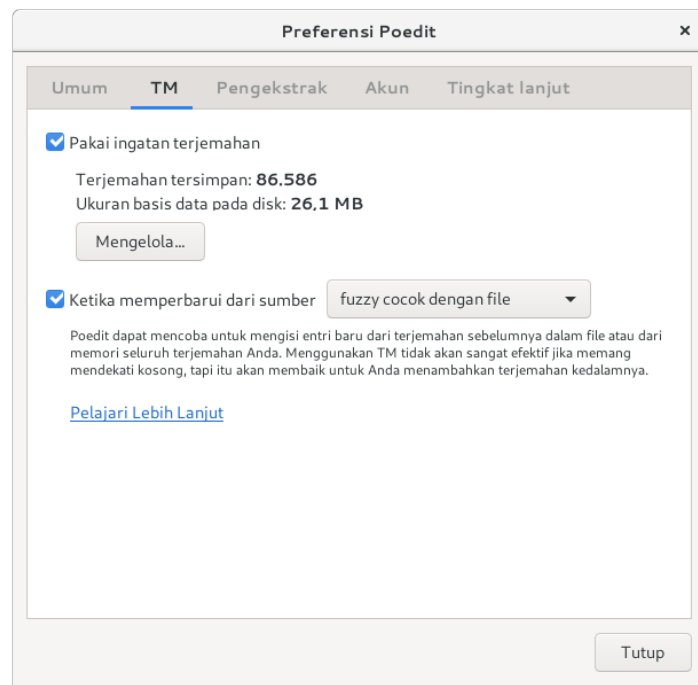 Preferensi Poedit
Umum TM Pengekstrak Akun Tingkat lanjut
Pakai ingatan terjemahan
Terjemahan tersimpan: 86.586
Ukuran basis data pada disk: 26,1 MB
Mengelola...
Ketika memperbarui dari sumber fuzzy cocok dengan file
Poedit dapat mencoba untuk mengisi entri baru dari terjemahan sebelumnya dalam file atau dari
memori seluruh terjemahan Anda. Menggunakan TM tidak akan sangat efektif jika memang
mendekati kosong, tapi itu akan membaik untuk Anda menambahkan terjemahan kedalamnya.
Pelajari Lebih Lanjut
Tutup